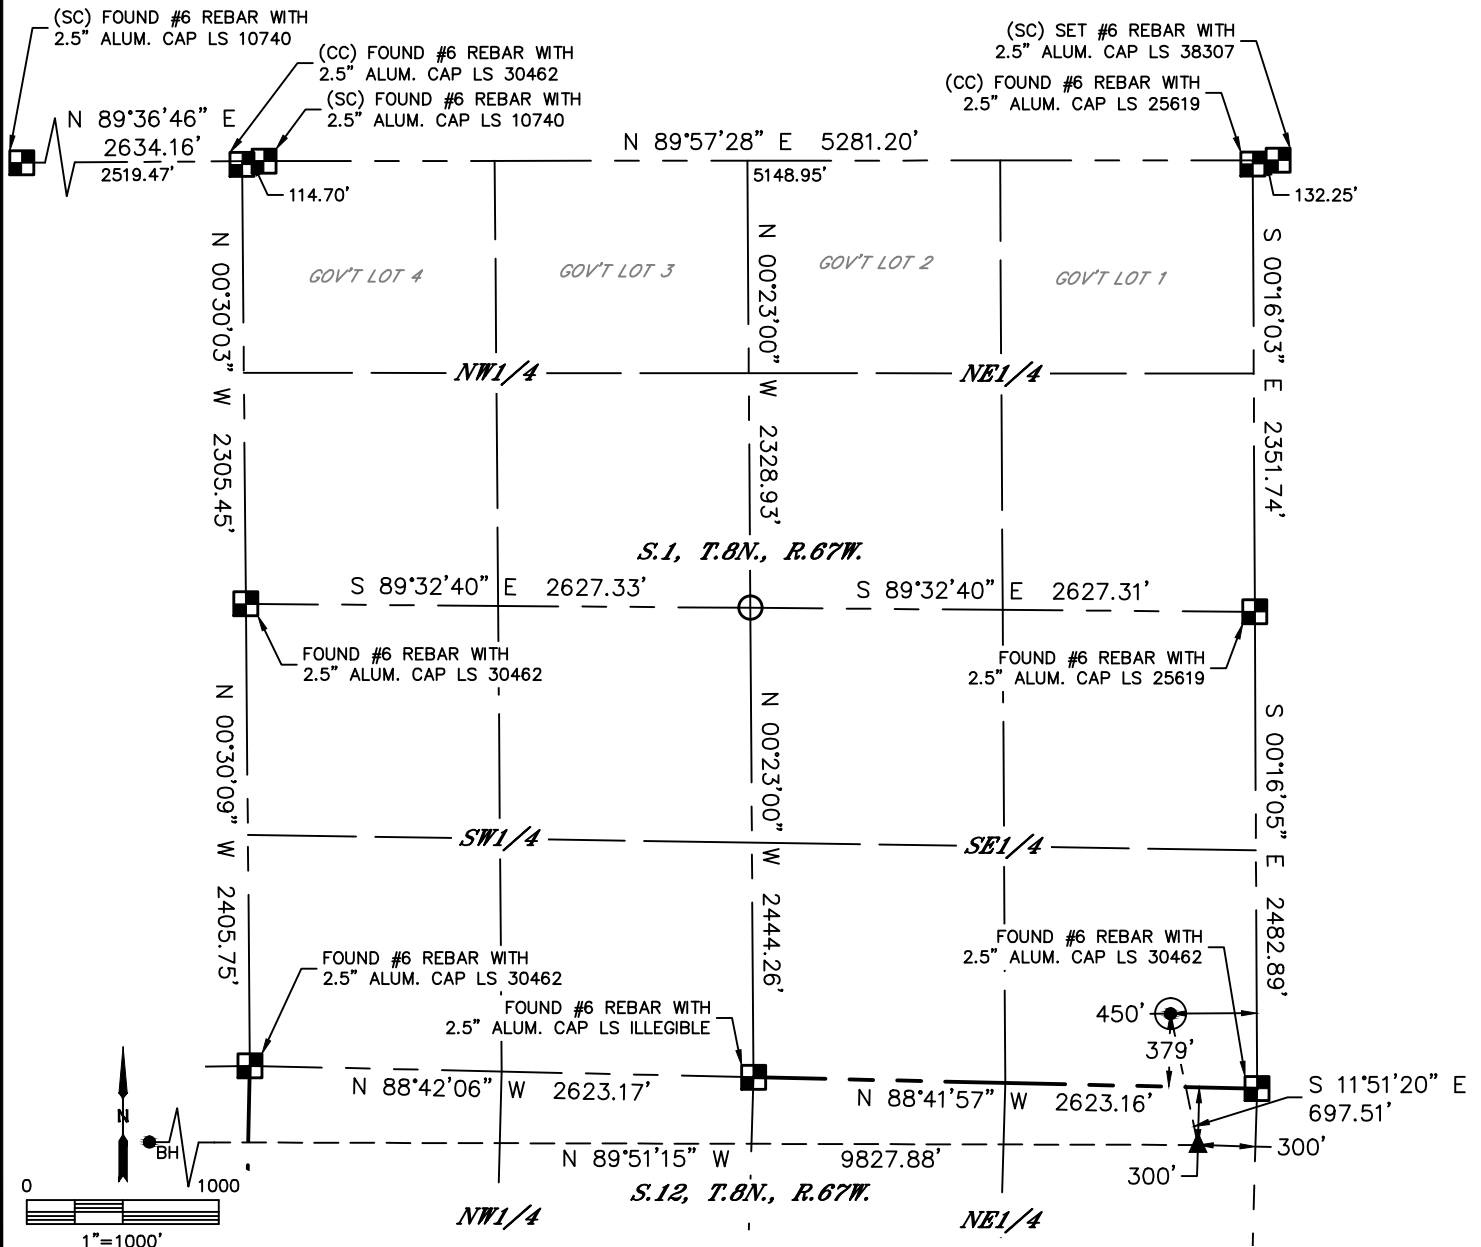 (SC) FOUND #6 REBAR WITH
2.5" ALUM. CAP LS 10740
(CC) FOUND #6 REBAR WITH
2.5" ALUM. CAP LS 30462
(SC) FOUND #6 REBAR WITH
2.5" ALUM. CAP LS 10740
(SC) SET #6 REBAR WITH
2.5" ALUM. CAP LS 38307
(CC) FOUND #6 REBAR WITH
2.5" ALUM. CAP LS 25619
N 89°36'46" E
2634.16'
2519.47'
114.70'
N 89°57'28" E 5281.20'
5148.95'
132.25'
N 00°30'03" W 2305.45'
GOV'T LOT 4
GOV'T LOT 3
N 00°23'00" W 2328.93'
GOV'T LOT 2
GOV'T LOT 1
S 00°16'03" E 2351.74'
NW1/4
NE1/4
S.1, T.8N., R.67W.
S 89°32'40" E 2627.33'
S 89°32'40" E 2627.31'
FOUND #6 REBAR WITH
2.5" ALUM. CAP LS 30462
FOUND #6 REBAR WITH
2.5" ALUM. CAP LS 25619
N 00°30'09" W 2405.75'
N 00°23'00" W 2444.26'
S 00°16'05" E 2482.89'
SW1/4
SE1/4
FOUND #6 REBAR WITH
2.5" ALUM. CAP LS 30462
FOUND #6 REBAR WITH
2.5" ALUM. CAP LS ILLEGIBLE
FOUND #6 REBAR WITH
2.5" ALUM. CAP LS 30462
450'
379'
N 88°42'06" W 2623.17'
N 88°41'57" W 2623.16'
S 11°51'20" E
697.51'
300'
300'
N
BH
N 89°51'15" W 9827.88'
S.12, T.8N., R.67W.
NW1/4
NE1/4
0 1000
1"=1000'